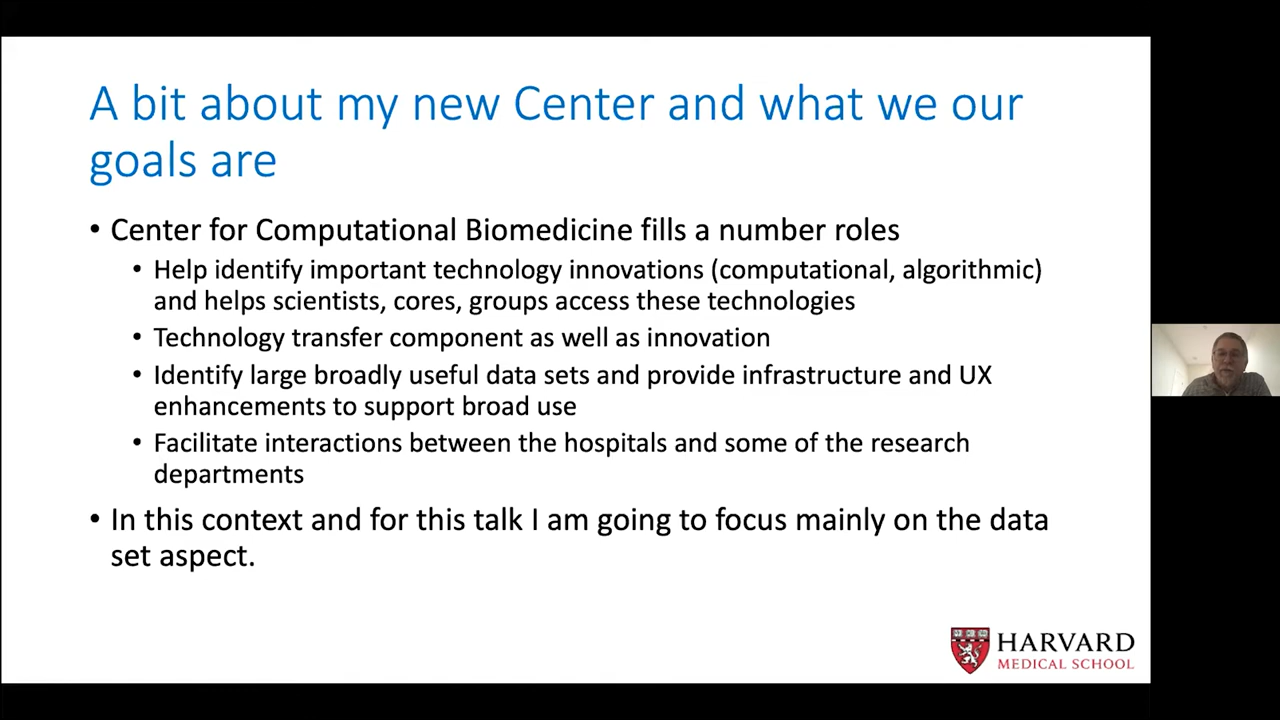 A bit about my new Center and what we our
goals are
• Center for Computational Biomedicine fills a number roles
• Help identify important technology innovations (computational, algorithmic)
and helps scientists, cores, groups access these technologies
• Technology transfer component as well as innovation
• Identify large broadly useful data sets and provide infrastructure and UX
enhancements to support broad use
• Facilitate interactions between the hospitals and some of the research
departments
• In this context and for this talk I am going to focus mainly on the data
set aspect.
HARVARD
MEDICAL SCHOOL